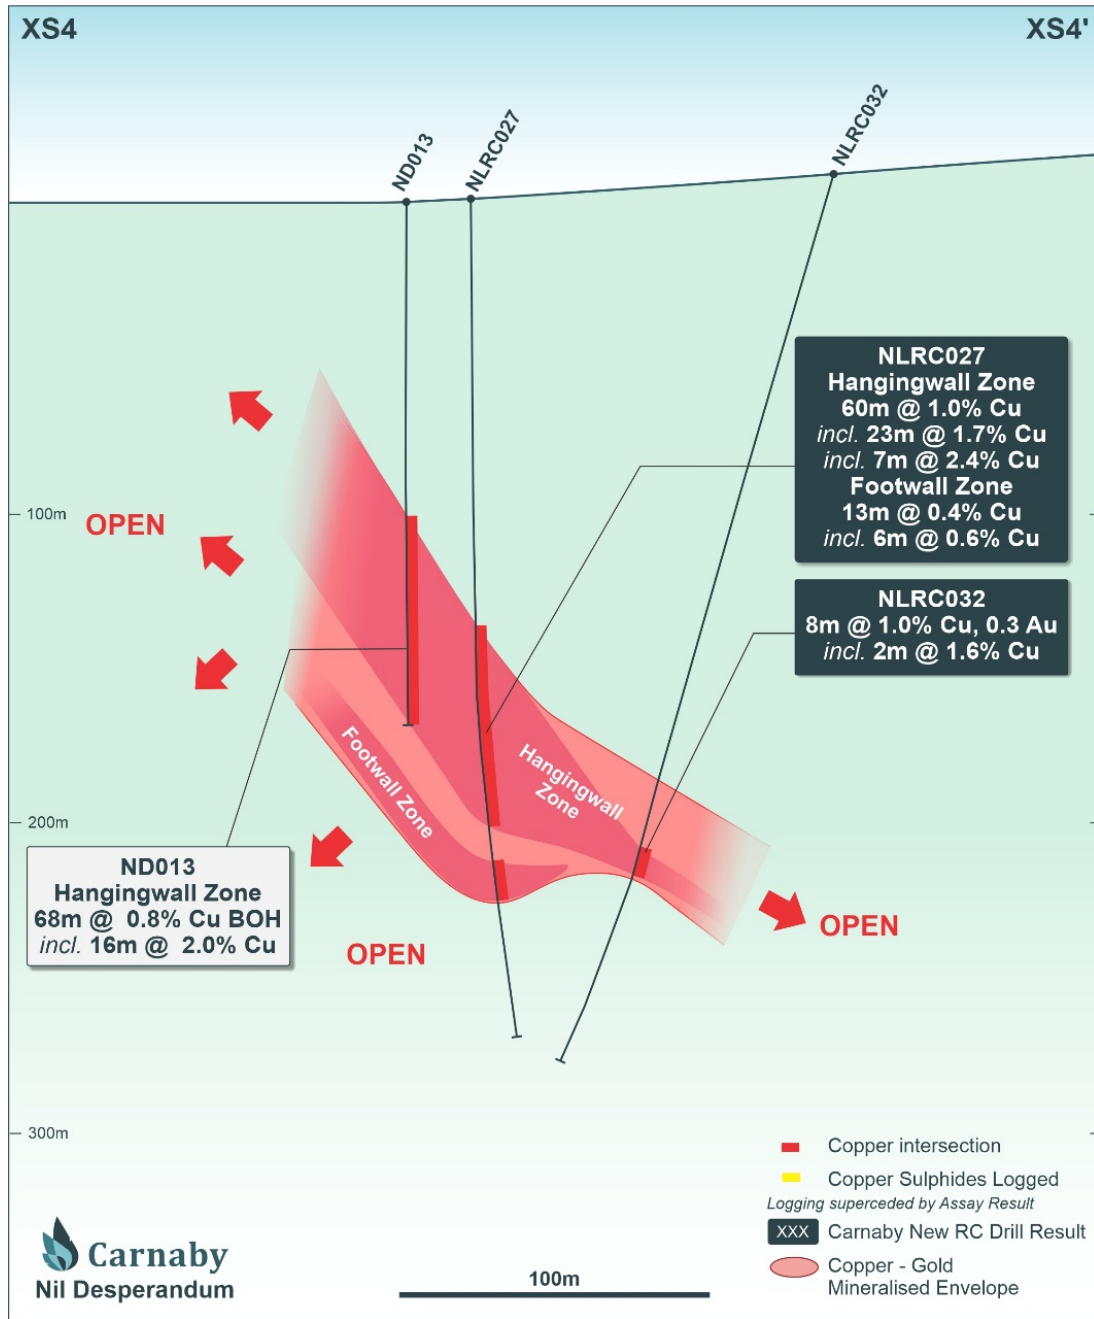 XS4
XS4'
ND013
NLRC027
NLRC032
NLRC027
Hangingwall Zone
60m @ 1.0% Cu
incl. 23m @ 1.7% Cu
incl. 7m @ 2.4% Cu
Footwall Zone
13m @ 0.4% Cu
incl. 6m @ 0.6% Cu
100m
OPEN
NLRC032
8m @ 1.0% Cu, 0.3 Au
incl. 2m @ 1.6% Cu
Footwall Zone
Hangingwall
Zone
200m
ND013
Hangingwall Zone
68m @ 0.8% Cu BOH
incl. 16m @ 2.0% Cu
OPEN
OPEN
300m
Copper intersection
Copper Sulphides Logged
Logging superceded by Assay Result
XXX Carnaby New RC Drill Result
Copper - Gold
Mineralised Envelope
Carnaby
Nil Desperandum
100m